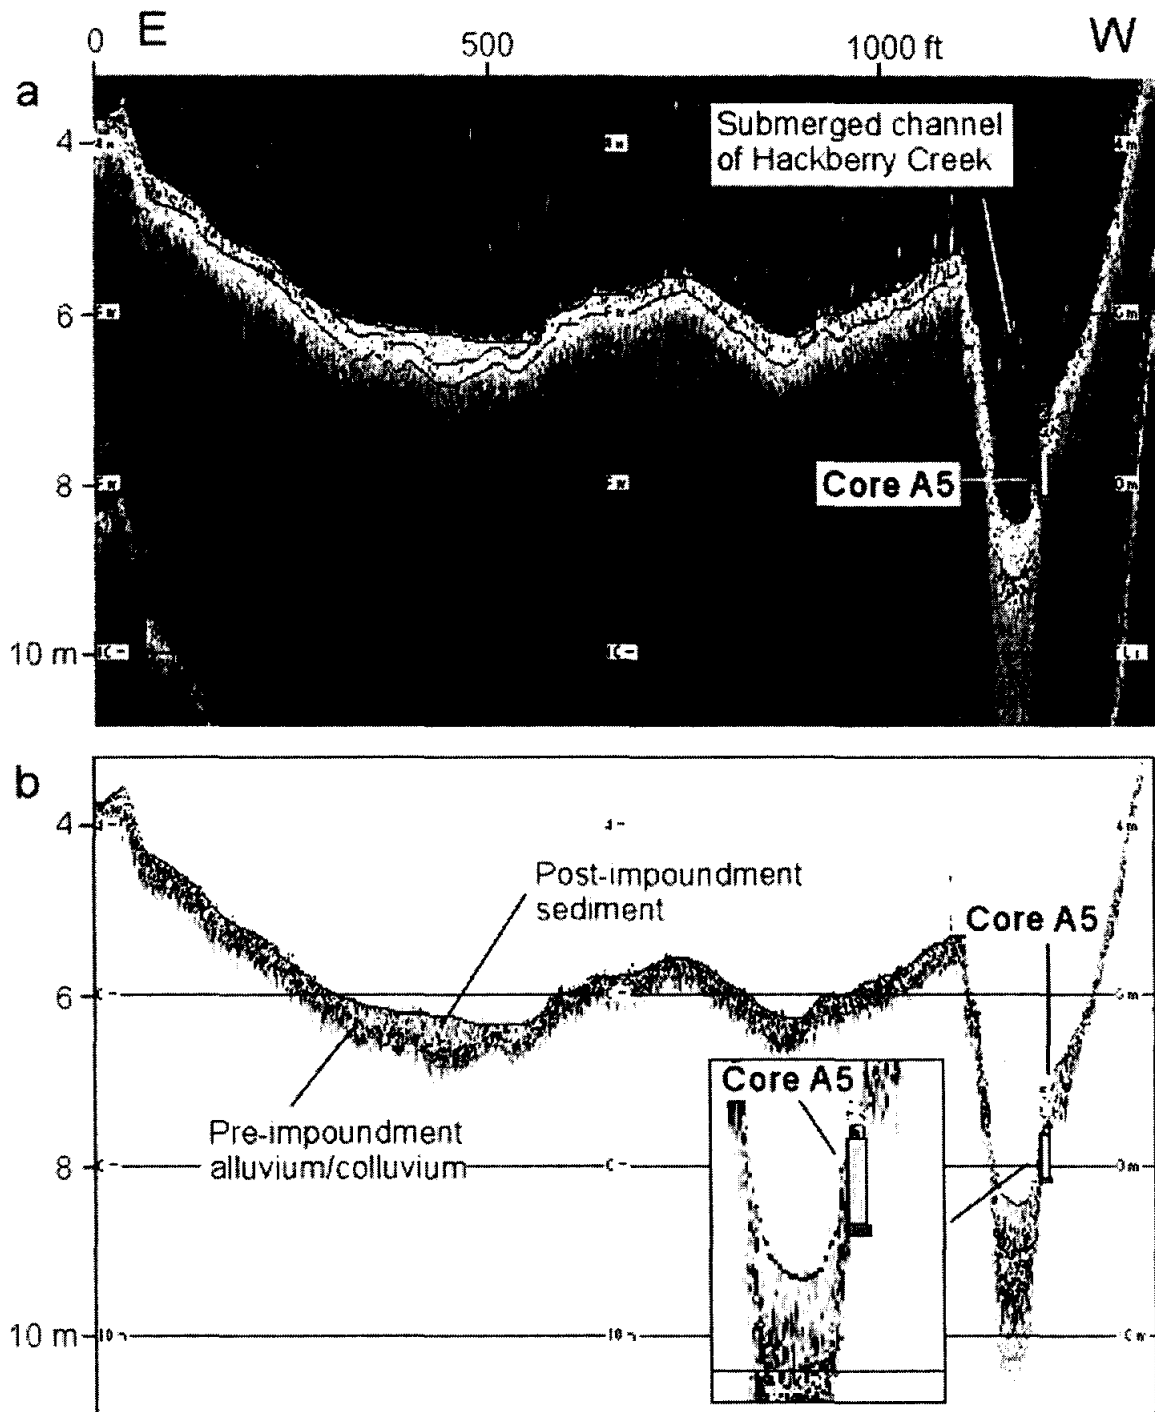 0 E 500 1000 ft W
a
Submerged channel
of Hackberry Creek
4
6
8
Core A5
10 m
b
4
4m
Post-impoundment
sediment
Core A5
6
Core A5
Pre-impoundment
alluvium/colluvium
8
10 m